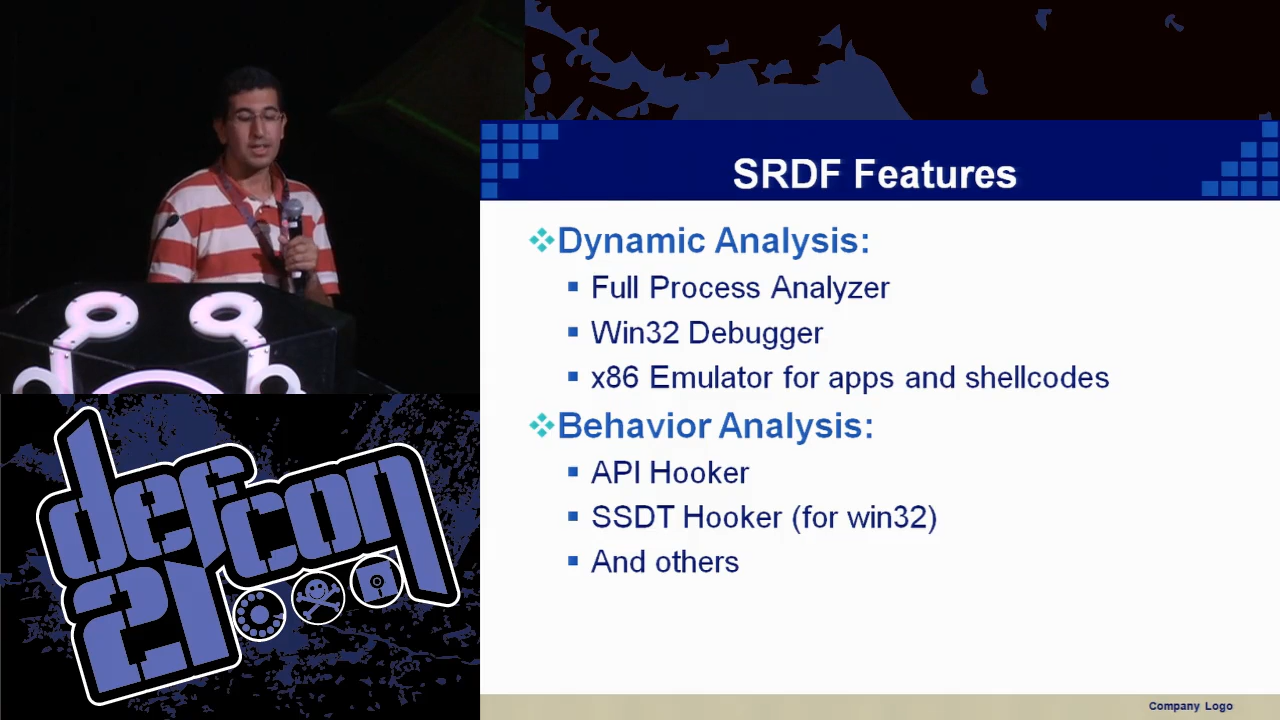 SRDF Features
Dynamic Analysis:
Full Process Analyzer
Win32 Debugger
x86 Emulator for apps and shellcodes
Behavior Analysis:
API Hooker
SSDT Hooker (for win32)
And others
Company Logo
defcon
21